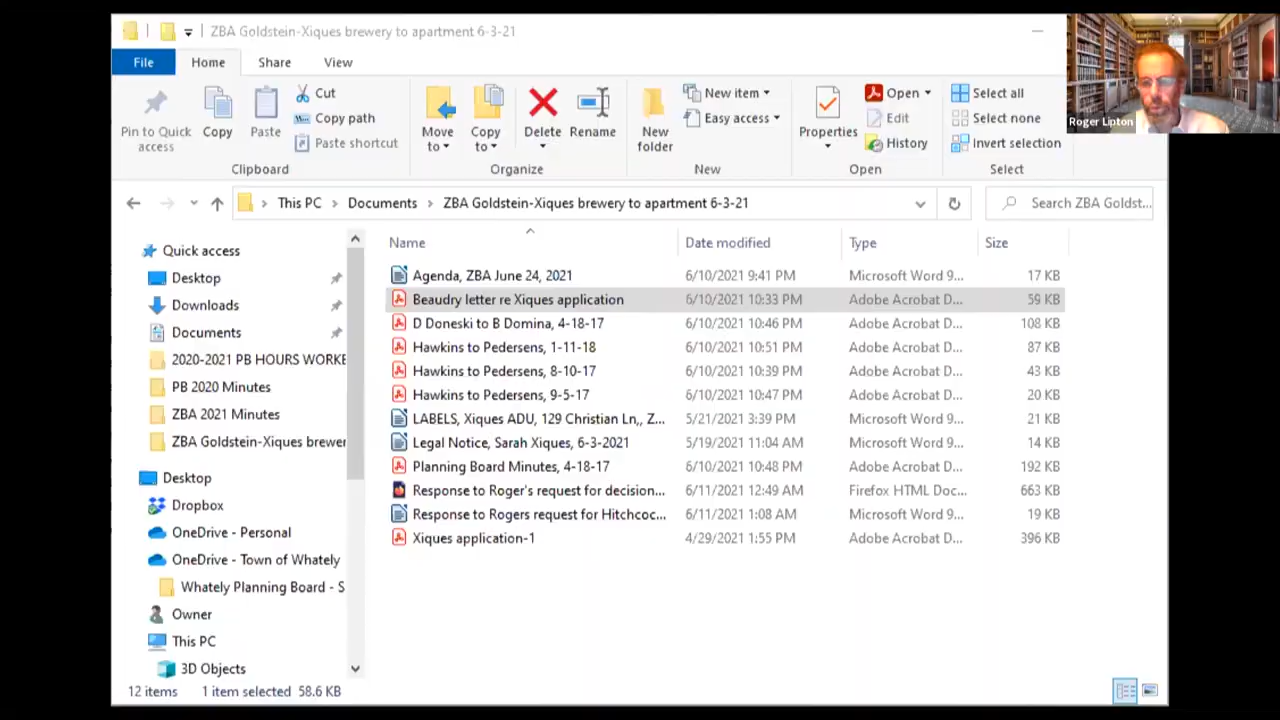 ZBA Goldstein-Xiques brewery to apartment 6-3-21
File Home Share View
Pin to Quick access
Copy
Paste
Cut
Copy path
Paste shortcut
Clipboard
Move to
Copy to
Delete
Rename
Organize
New folder
New item
Easy access
New
Properties
Open
Edit
History
Open
Select all
Select none
Invert selection
Select
Roger Lipton
This PC > Documents > ZBA Goldstein-Xiques brewery to apartment 6-3-21
Search ZBA Goldst...
Quick access
Desktop
Downloads
Documents
2020-2021 PB HOURS WORKE
PB 2020 Minutes
ZBA 2021 Minutes
ZBA Goldstein-Xiques brewer
Desktop
Dropbox
OneDrive - Personal
OneDrive - Town of Whately
Whately Planning Board - S
Owner
This PC
3D Objects
Name Date modified Type Size
Agenda, ZBA June 24, 2021 6/10/2021 9:41 PM Microsoft Word 9... 17 KB
Beaudry letter re Xiques application 6/10/2021 10:33 PM Adobe Acrobat D... 59 KB
D Doneski to B Domina, 4-18-17 6/10/2021 10:46 PM Adobe Acrobat D... 108 KB
Hawkins to Pedersens, 1-11-18 6/10/2021 10:51 PM Adobe Acrobat D... 87 KB
Hawkins to Pedersens, 8-10-17 6/10/2021 10:39 PM Adobe Acrobat D... 43 KB
Hawkins to Pedersens, 9-5-17 6/10/2021 10:47 PM Adobe Acrobat D... 20 KB
LABELS, Xiques ADU, 129 Christian Ln,, Z... 5/21/2021 3:39 PM Microsoft Word 9... 21 KB
Legal Notice, Sarah Xiques, 6-3-2021 5/19/2021 11:04 AM Microsoft Word 9... 14 KB
Planning Board Minutes, 4-18-17 6/10/2021 10:48 PM Adobe Acrobat D... 192 KB
Response to Roger's request for decision... 6/11/2021 12:49 AM Firefox HTML Doc... 663 KB
Response to Rogers request for Hitchcoc... 6/11/2021 1:08 AM Microsoft Word 9... 19 KB
Xiques application-1 4/29/2021 1:55 PM Adobe Acrobat D... 396 KB
12 items 1 item selected 58.6 KB